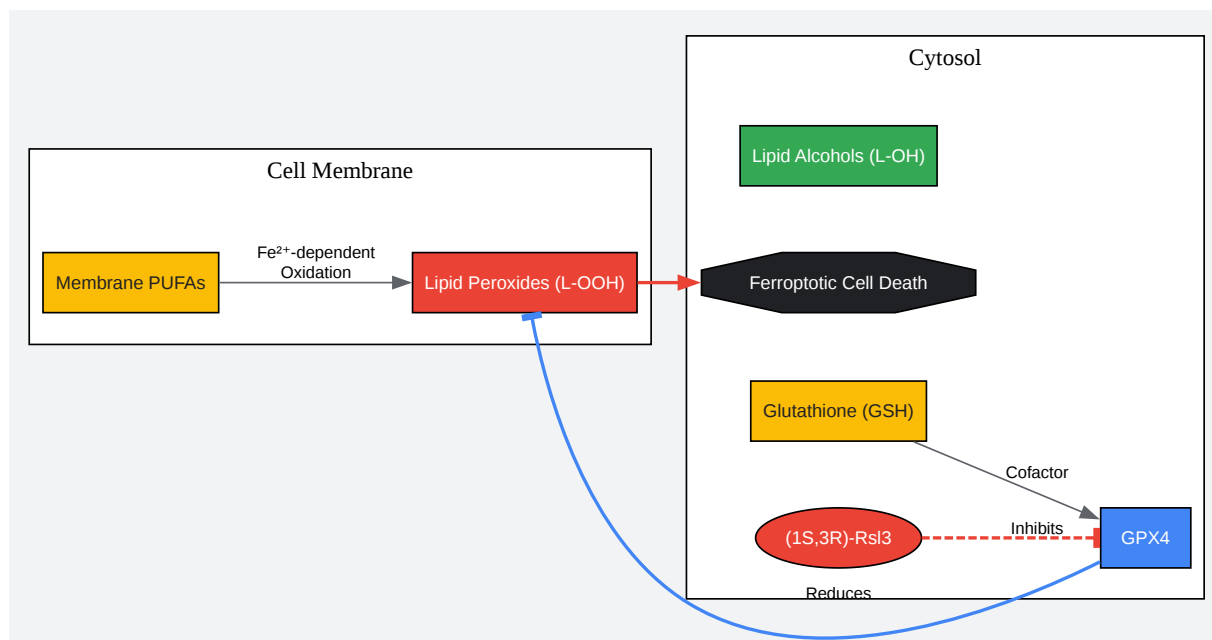 Cytosol
Lipid Alcohols (L-OH)
Cell Membrane
Fe²⁺-dependent
Oxidation
Membrane PUFAs
Lipid Peroxides (L-OOH)
Ferroptotic Cell Death
Glutathione (GSH)
Cofactor
Inhibits
(1S,3R)-Rsl3
GPX4
Reduces